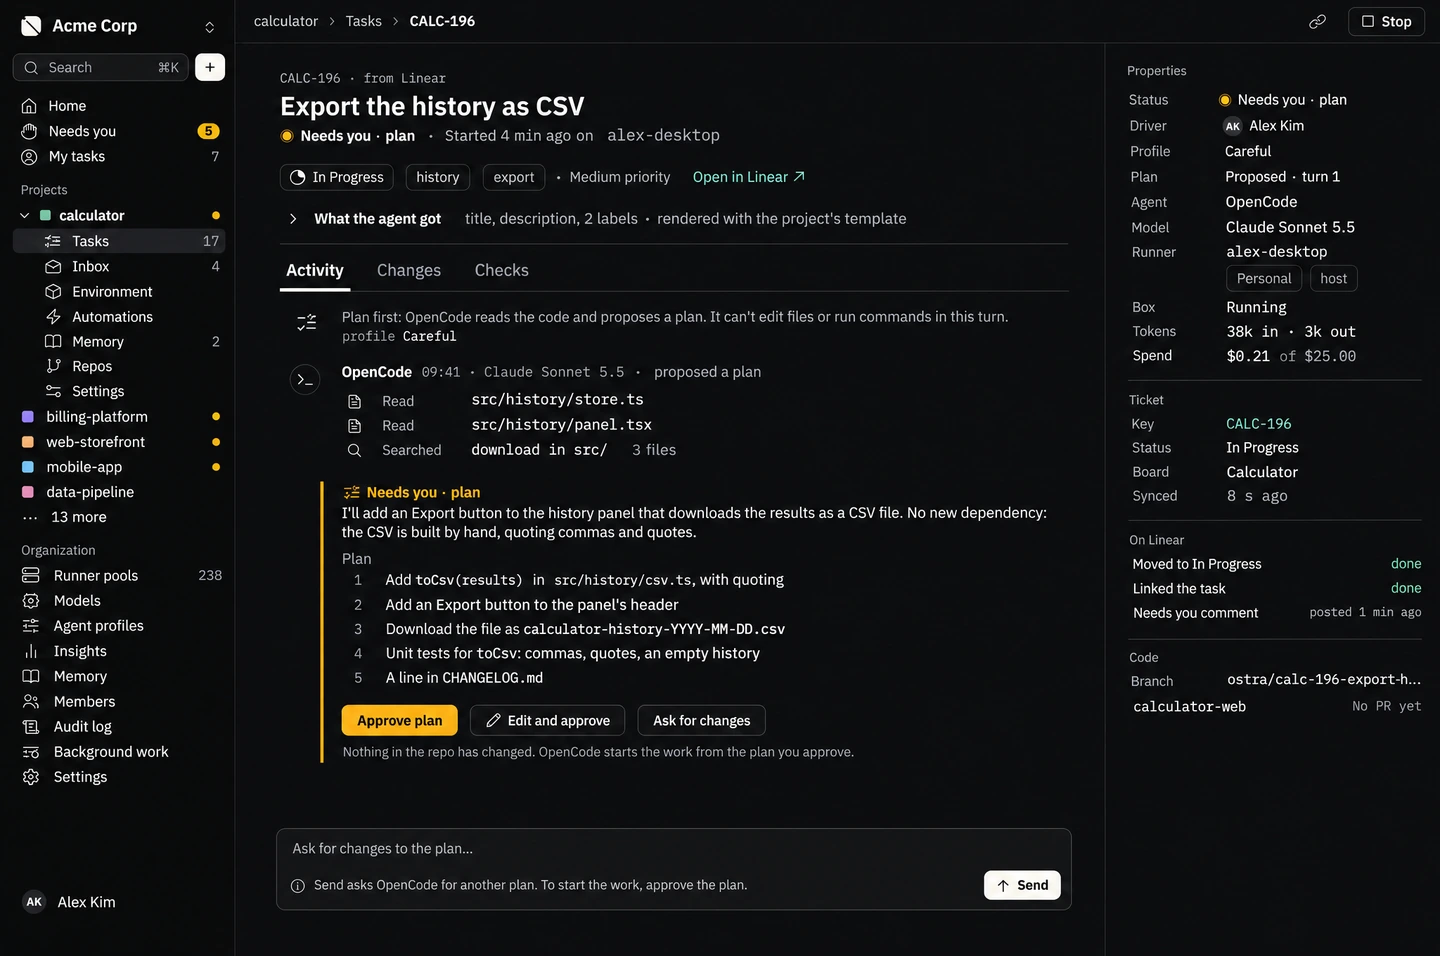 Acme Corp
Search ⌘K +
Home
Needs you 5
My tasks 7
Projects
calculator
Tasks 17
Inbox 4
Environment
Automations
Memory 2
Repos
Settings
billing-platform
web-storefront
mobile-app
data-pipeline
··· 13 more
Organization
Runner pools 238
Models
Agent profiles
Insights
Memory
Members
Audit log
Background work
Settings
AK Alex Kim
calculator > Tasks > CALC-196
Stop
CALC-196 · from Linear
Export the history as CSV
Needs you · plan · Started 4 min ago on alex-desktop
In Progress history export · Medium priority Open in Linear ↗
What the agent got title, description, 2 labels · rendered with the project's template
Activity Changes Checks
Plan first: OpenCode reads the code and proposes a plan. It can't edit files or run commands in this turn.
profile Careful
OpenCode 09:41 · Claude Sonnet 5.5 · proposed a plan
Read src/history/store.ts
Read src/history/panel.tsx
Searched download in src/ 3 files
Needs you · plan
I'll add an Export button to the history panel that downloads the results as a CSV file. No new dependency:
the CSV is built by hand, quoting commas and quotes.
Plan
1 Add toCsv(results) in src/history/csv.ts, with quoting
2 Add an Export button to the panel's header
3 Download the file as calculator-history-YYYY-MM-DD.csv
4 Unit tests for toCsv: commas, quotes, an empty history
5 A line in CHANGELOG.md
Approve plan Edit and approve Ask for changes
Nothing in the repo has changed. OpenCode starts the work from the plan you approve.
Ask for changes to the plan...
Send asks OpenCode for another plan. To start the work, approve the plan.
↑ Send
Properties
Status Needs you · plan
Driver AK Alex Kim
Profile Careful
Plan Proposed · turn 1
Agent OpenCode
Model Claude Sonnet 5.5
Runner alex-desktop
Personal host
Box Running
Tokens 38k in · 3k out
Spend $0.21 of $25.00
Ticket
Key CALC-196
Status In Progress
Board Calculator
Synced 8 s ago
On Linear
Moved to In Progress done
Linked the task done
Needs you comment posted 1 min ago
Code
Branch ostra/calc-196-export-h...
calculator-web No PR yet